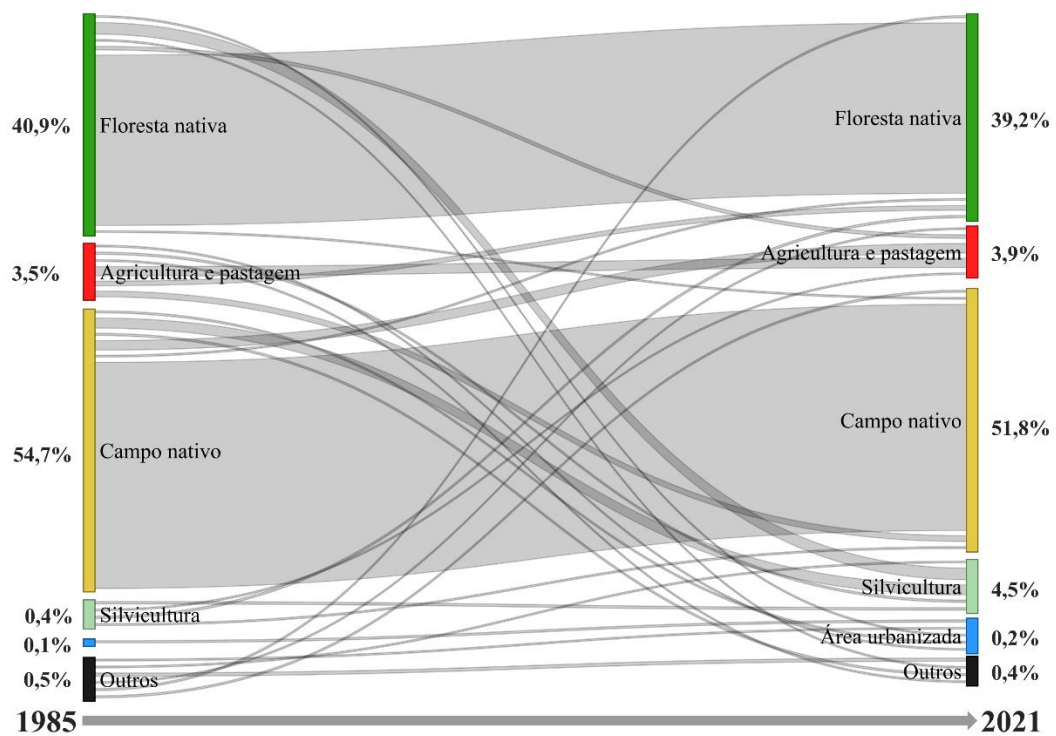 40,9% Floresta nativa
3,5% Agricultura e pastagem
54,7% Campo nativo
0,4% Silvicultura
0,1%
0,5% Outros
1985
Floresta nativa 39,2%
Agricultura e pastagem 3,9%
Campo nativo 51,8%
Silvicultura 4,5%
Área urbanizada 0,2%
Outros 0,4%
2021